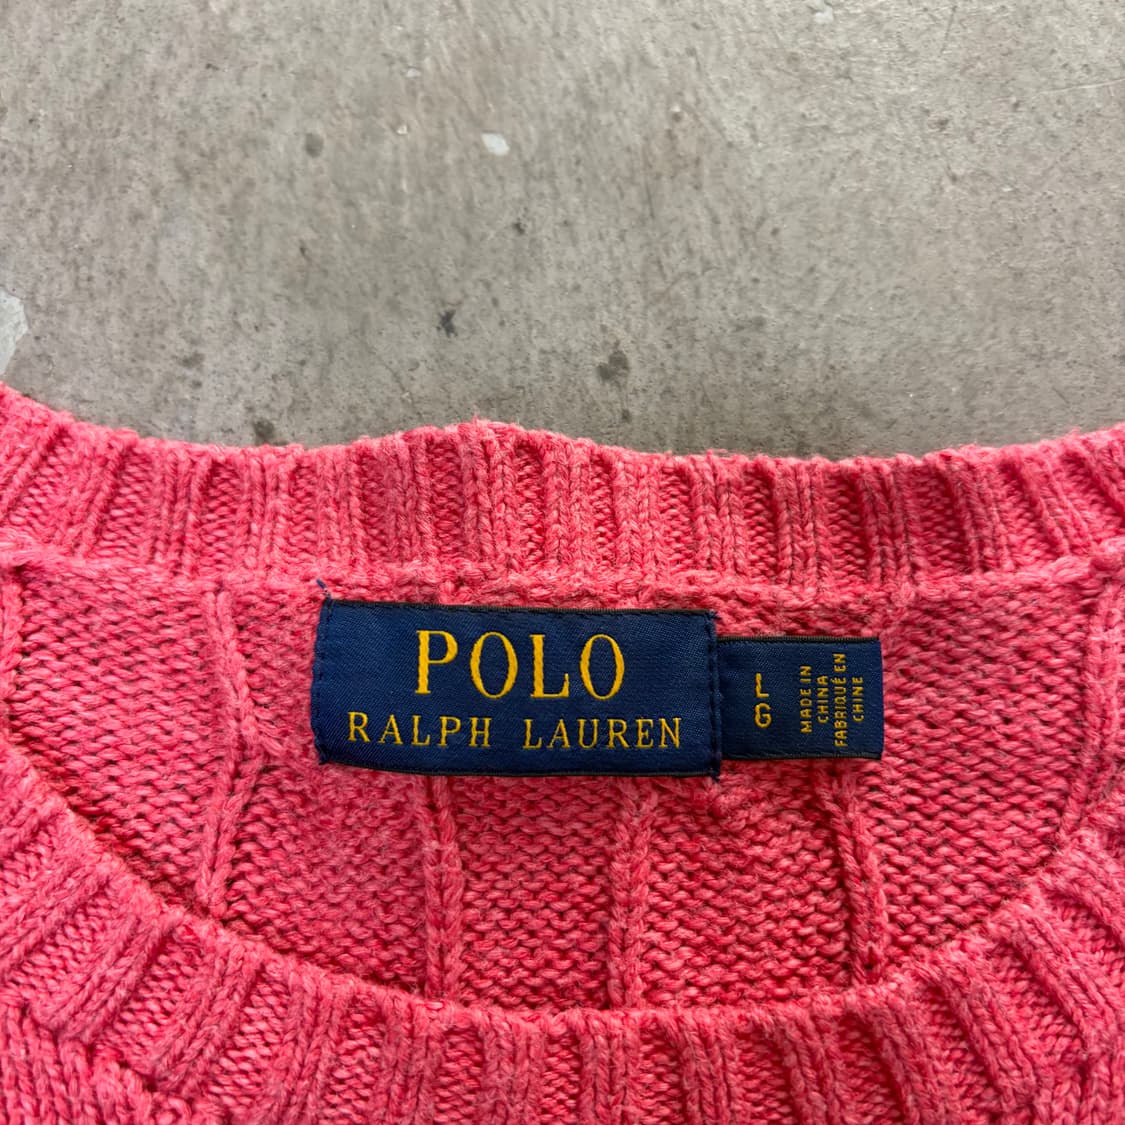 POLO
RALPH LAUREN
L
G
MADE IN
CHINA
FABRIQUÉ EN
CHINE